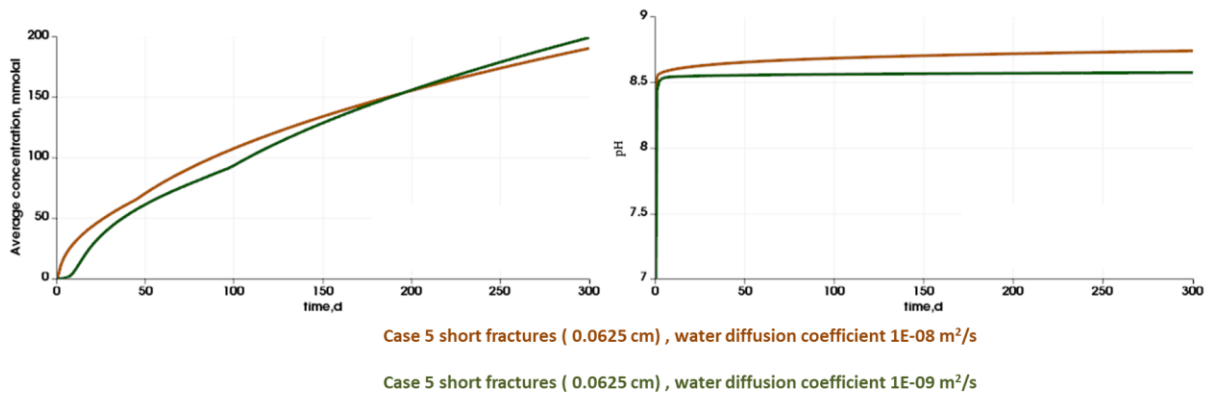 Average concentration, mmolal
200
150
100
50
0
0 50 100 150 200 250 300
time,d
pH
9
8.5
8
7.5
7
0 50 100 150 200 250 300
time,d
Case 5 short fractures ( 0.0625 cm) , water diffusion coefficient 1E-08 m²/s
Case 5 short fractures ( 0.0625 cm) , water diffusion coefficient 1E-09 m²/s